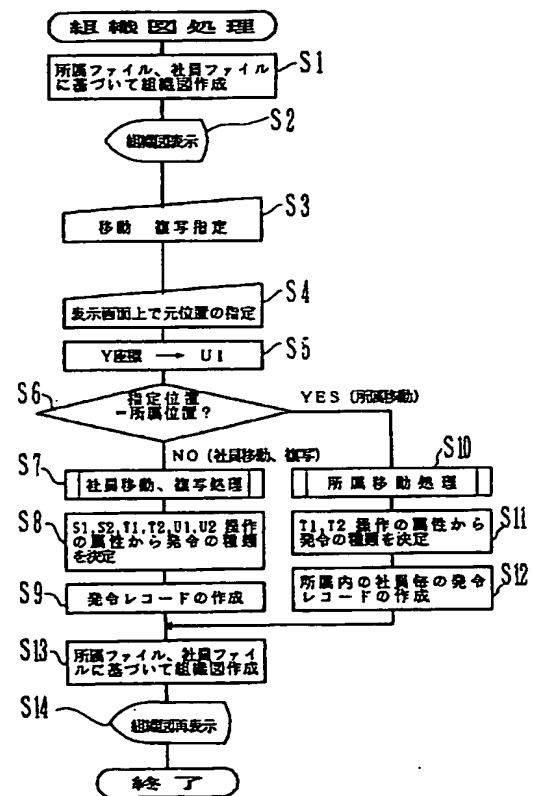 組織図処理
S1
所属ファイル、社員ファイル
に基づいて組織図作成
S2
組織図表示
S3
移動 複写指定
S4
表示画面上で元位置の指定
S5
Y座標 → U1
S6
指定位置
=所属位置?
YES (所属移動)
NO (社員移動、複写)
S7
社員移動、複写処理
S10
所属移動処理
S8
S1,S2,T1,T2,U1,U2 操作
の属性から発令の種類
を決定
S11
T1,T2 操作の属性から
発令の種類を決定
S9
発令レコードの作成
S12
所属内の社員毎の発令
レコードの作成
S13
所属ファイル、社員ファイ
ルに基づいて組織図作成
S14
組織図再表示
終了